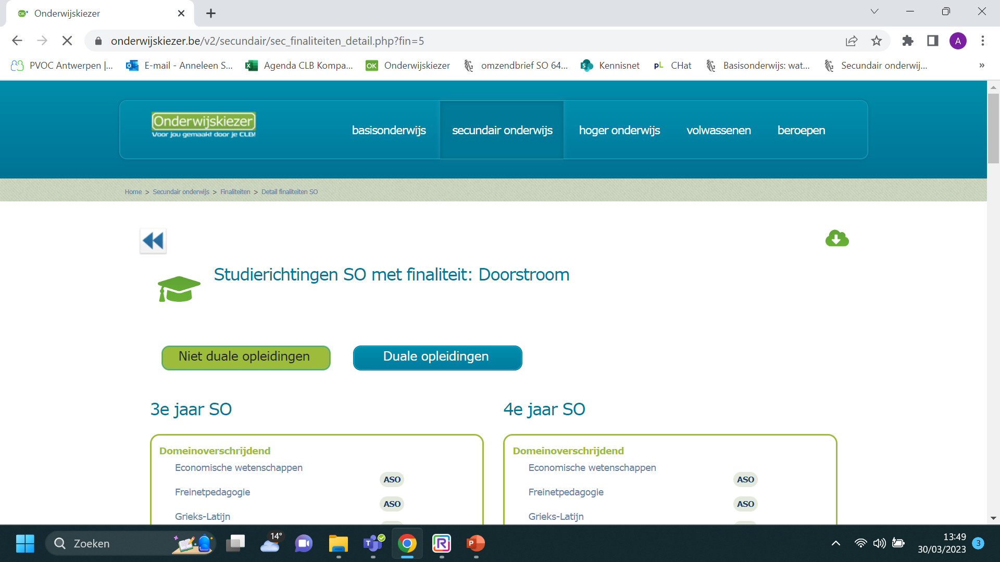 Onderwijskiezer
onderwijskiezer.be/v2/secundair/sec_finaliteiten_detail.php?fin=5
A
PVOC Antwerpen |... E-mail - Anneleen S... Agenda CLB Kompa... OK Onderwijskiezer omzendbrief SO 64... Kennisnet pL CHat Basisonderwijs: wat... Secundair onderwij... »
Onderwijskiezer
Voor jou gemaakt door je CLB!
basisonderwijs secundair onderwijs hoger onderwijs volwassenen beroepen
Home > Secundair onderwijs > Finaliteiten > Detail finaliteiten SO
Studierichtingen SO met finaliteit: Doorstroom
Niet duale opleidingen Duale opleidingen
3e jaar SO
Domeinoverschrijdend
Economische wetenschappen
ASO
Freinetpedagogie
ASO
Grieks-Latijn
4e jaar SO
Domeinoverschrijdend
Economische wetenschappen
ASO
Freinetpedagogie
ASO
Grieks-Latijn
Zoeken
14°
13:49
30/03/2023
3